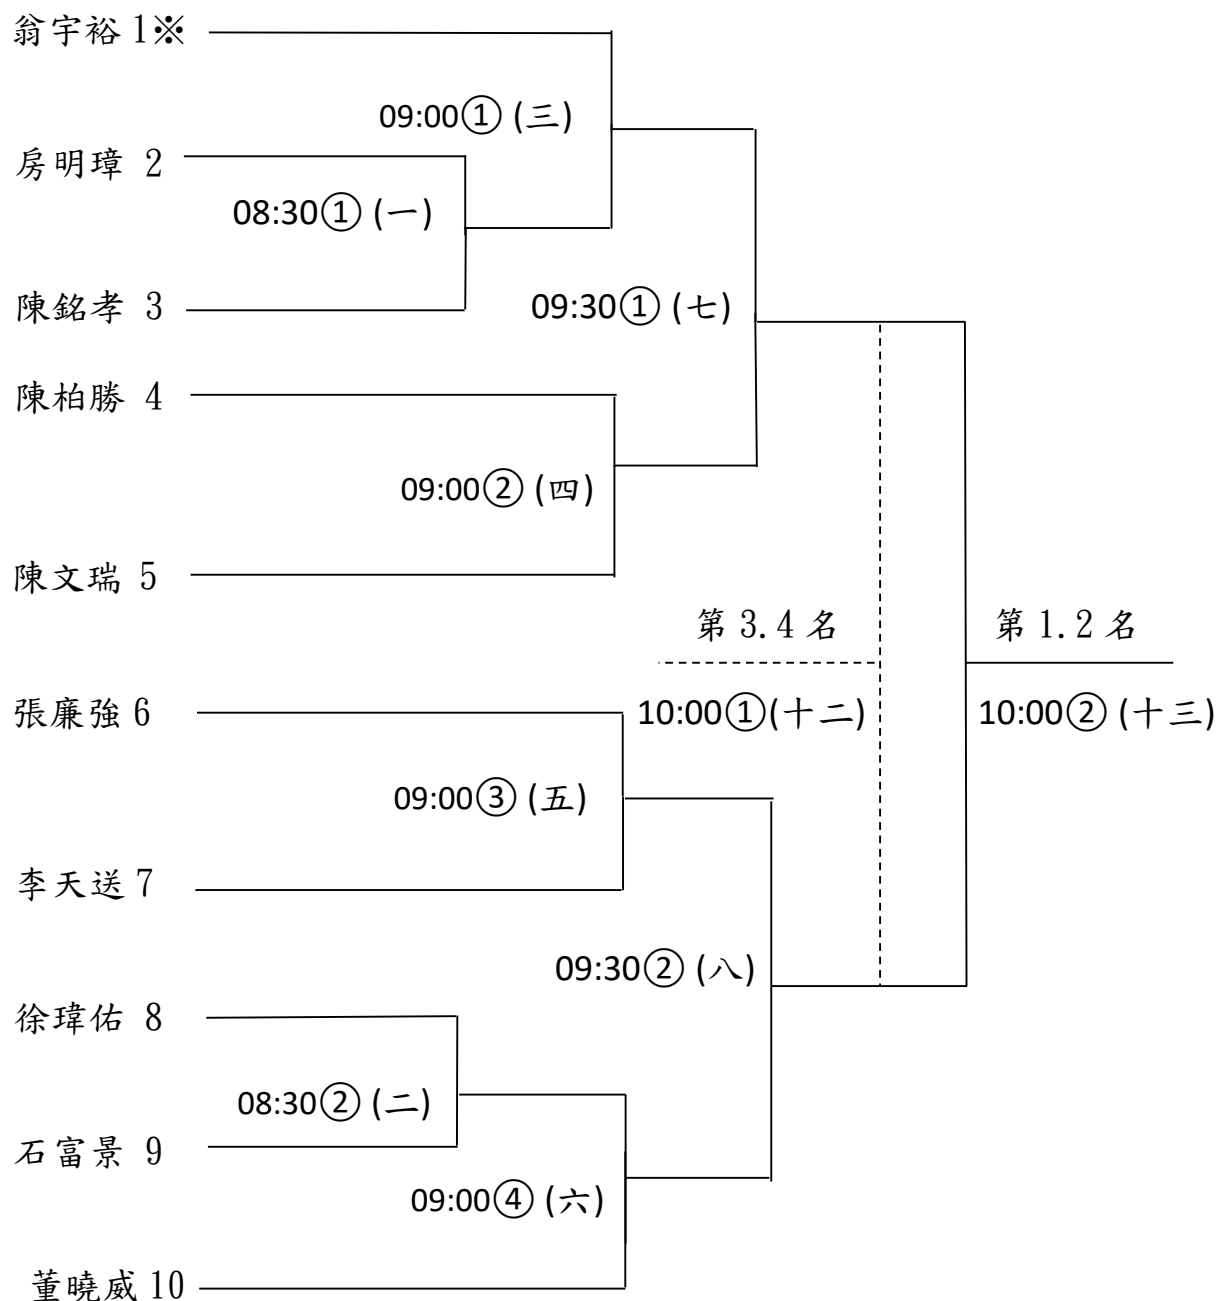 翁宇裕 1※
09:00① (三)
房明璋 2
08:30① (一)
陳銘孝 3
09:30① (七)
陳柏勝 4
09:00② (四)
陳文瑞 5
第 3.4 名
第 1.2 名
張廉強 6
10:00①(十二)
10:00② (十三)
09:00③ (五)
李天送 7
09:30② (八)
徐瑋佑 8
08:30② (二)
石富景 9
09:00④ (六)
董曉威 10